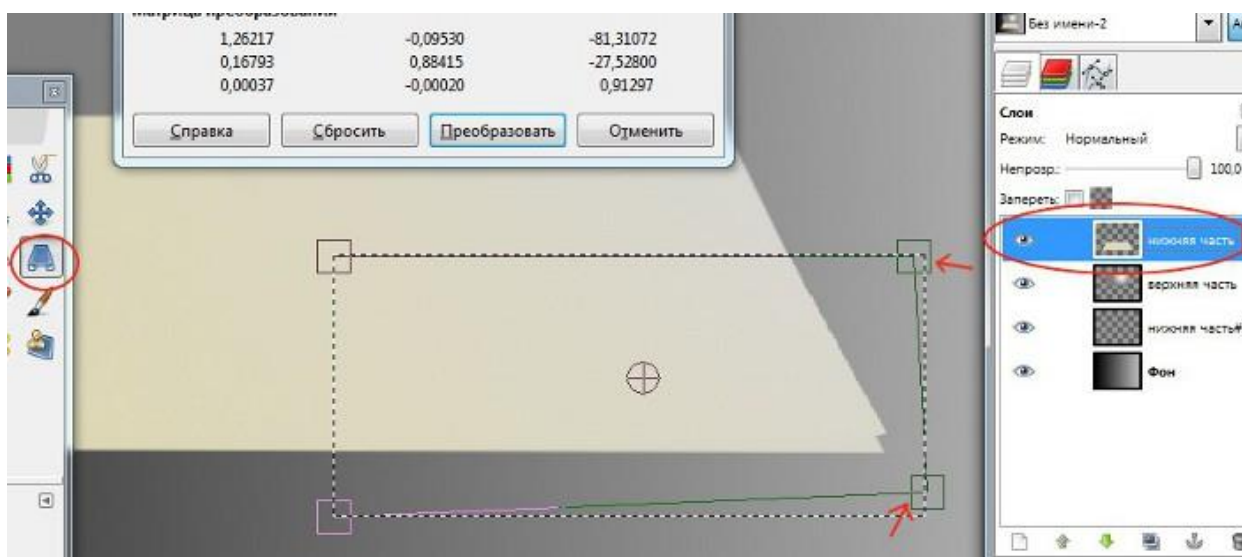 Матрица преобразования
1,26217 -0,09530 -81,31072
0,16793 0,88415 -27,52800
0,00037 -0,00020 0,91297
Справка Сбросить Преобразовать Отменить
Без имени-2
Слои
Режим: Нормальный
Непрозр.: 100,0
Запереть:
нижняя часть
верхняя часть
нижняя часть#
Фон